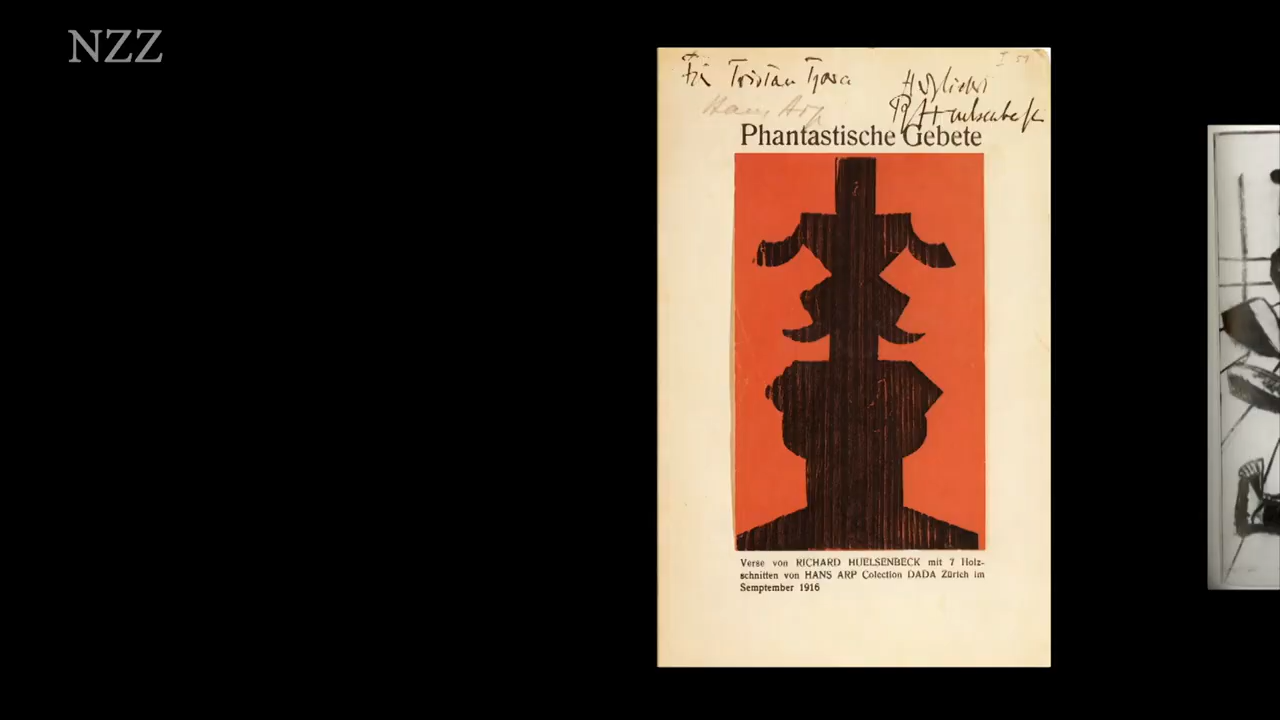 NZZ
Für Tristan Tzara
Herzlichst
Hans Arp
R. Huelsenbeck
Phantastische Gebete
Verse von RICHARD HUELSENBECK mit 7 Holz-
schnitten von HANS ARP Colection DADA Zürich im
Semptember 1916